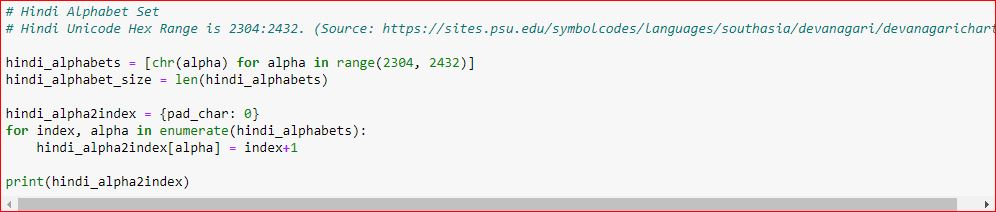 # Hindi Alphabet Set
# Hindi Unicode Hex Range is 2304:2432. (Source: https://sites.psu.edu/symbolcodes/languages/southasia/devanagari/devanagarichart
hindi_alphabets = [chr(alpha) for alpha in range(2304, 2432)]
hindi_alphabet_size = len(hindi_alphabets)
hindi_alpha2index = {pad_char: 0}
for index, alpha in enumerate(hindi_alphabets):
    hindi_alpha2index[alpha] = index+1
print(hindi_alpha2index)